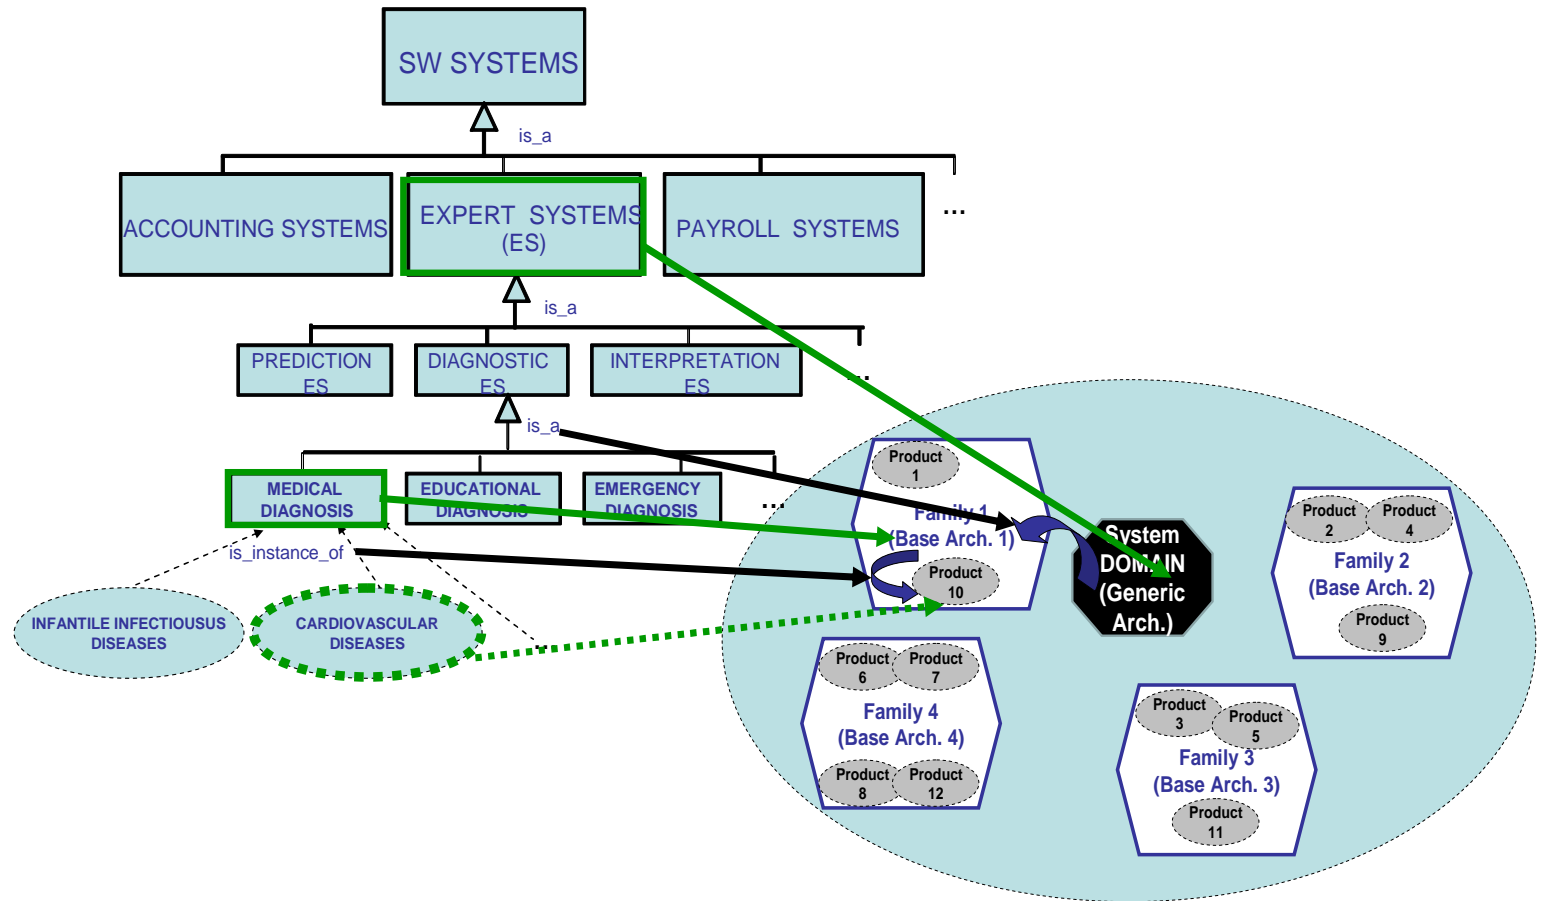 SW SYSTEMS
is_a
ACCOUNTING SYSTEMS
EXPERT SYSTEMS
(ES)
PAYROLL SYSTEMS
...
is_a
PREDICTION
ES
DIAGNOSTIC
ES
INTERPRETATION
ES
...
is_a
MEDICAL
DIAGNOSIS
EDUCATIONAL
DIAGNOSIS
EMERGENCY
DIAGNOSIS
...
is_instance_of
INFANTILE INFECTIOUSUS
DISEASES
CARDIOVASCULAR
DISEASES
...
Product
1
Family 1
(Base Arch. 1)
Product
10
System
DOMAIN
(Generic
Arch.)
Product
2
Product
4
Family 2
(Base Arch. 2)
Product
9
Product
6
Product
7
Family 4
(Base Arch. 4)
Product
8
Product
12
Product
3
Product
5
Family 3
(Base Arch. 3)
Product
11